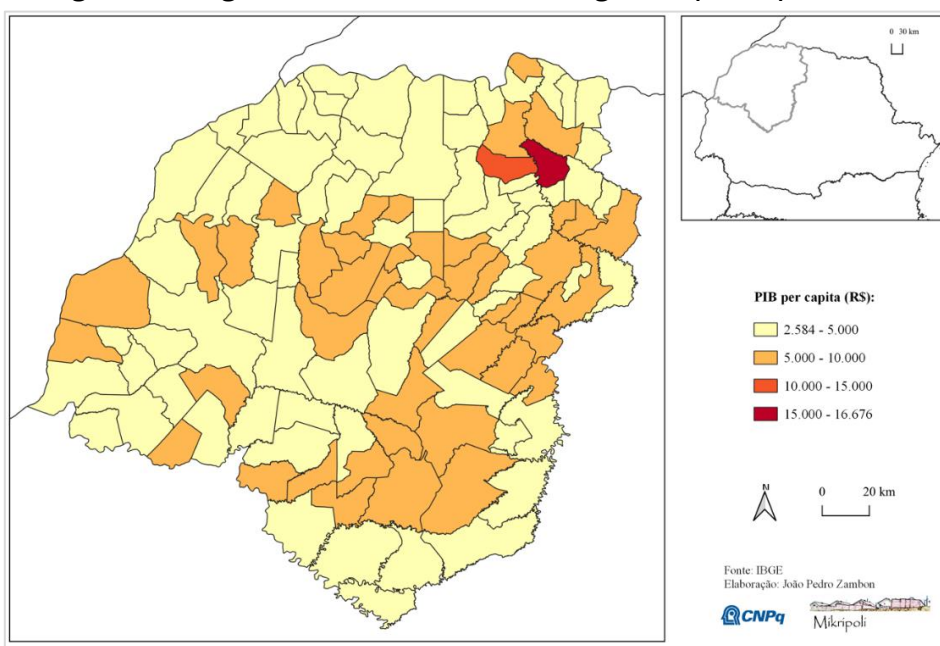 0 30 km
PIB per capita (R$):
2.584 - 5.000
5.000 - 10.000
10.000 - 15.000
15.000 - 16.676
N
0 20 km
Fonte: IBGE
Elaboração: João Pedro Zambon
CNPq
Mikripoli